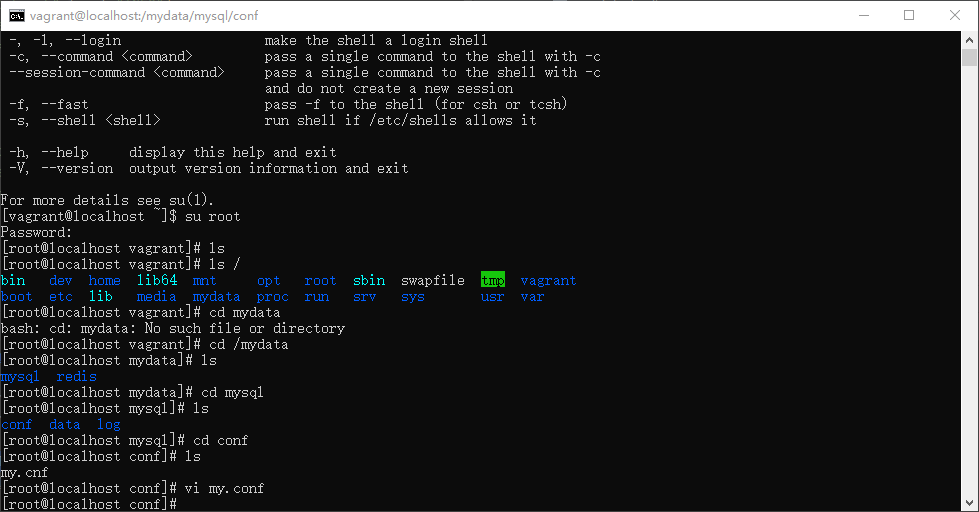 vagrant@localhost:/mydata/mysql/conf
-, -l, --login                  make the shell a login shell
-c, --command <command>         pass a single command to the shell with -c
--session-command <command>     pass a single command to the shell with -c
                                and do not create a new session
-f, --fast                      pass -f to the shell (for csh or tcsh)
-s, --shell <shell>             run shell if /etc/shells allows it
-h, --help     display this help and exit
-V, --version  output version information and exit
For more details see su(1).
[vagrant@localhost ~]$ su root
Password:
[root@localhost vagrant]# ls
[root@localhost vagrant]# ls /
bin   dev  home  lib64  mnt     opt   root  sbin  swapfile  tmp  vagrant
boot  etc  lib   media  mydata  proc  run   srv   sys       usr  var
[root@localhost vagrant]# cd mydata
bash: cd: mydata: No such file or directory
[root@localhost vagrant]# cd /mydata
[root@localhost mydata]# ls
mysql  redis
[root@localhost mydata]# cd mysql
[root@localhost mysql]# ls
conf  data  log
[root@localhost mysql]# cd conf
[root@localhost conf]# ls
my.cnf
[root@localhost conf]# vi my.conf
[root@localhost conf]#